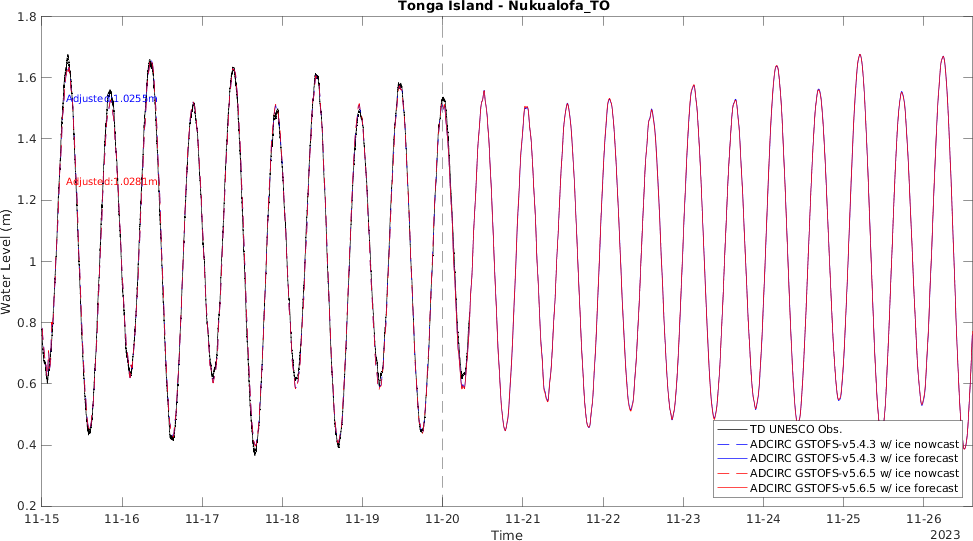 Tonga Island - Nukualofa_TO
1.8
1.6
1.4
1.2
1
0.8
0.6
0.4
0.2
Water Level (m)
Adjusted:1.0255m
Adjusted:1.0281m
TD UNESCO Obs.
ADCIRC GSTOFS-v5.4.3 w/ ice nowcast
ADCIRC GSTOFS-v5.4.3 w/ ice forecast
ADCIRC GSTOFS-v5.6.5 w/ ice nowcast
ADCIRC GSTOFS-v5.6.5 w/ ice forecast
11-15 11-16 11-17 11-18 11-19 11-20 11-21 11-22 11-23 11-24 11-25 11-26
2023
Time